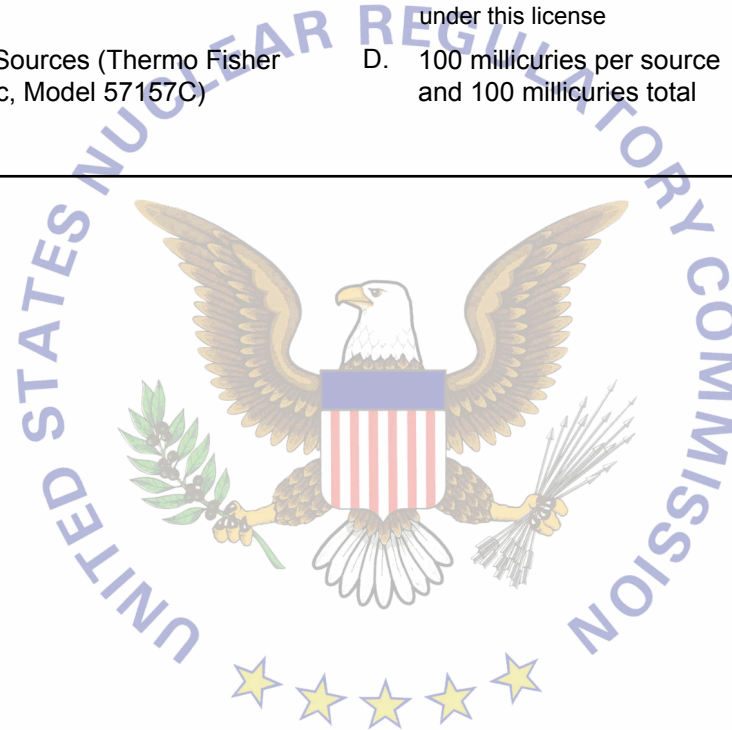 under this license
Sources (Thermo Fisher
c, Model 57157C)
D. 100 millicuries per source
and 100 millicuries total
UNITED STATES NUCLEAR REGULATORY COMMISSION